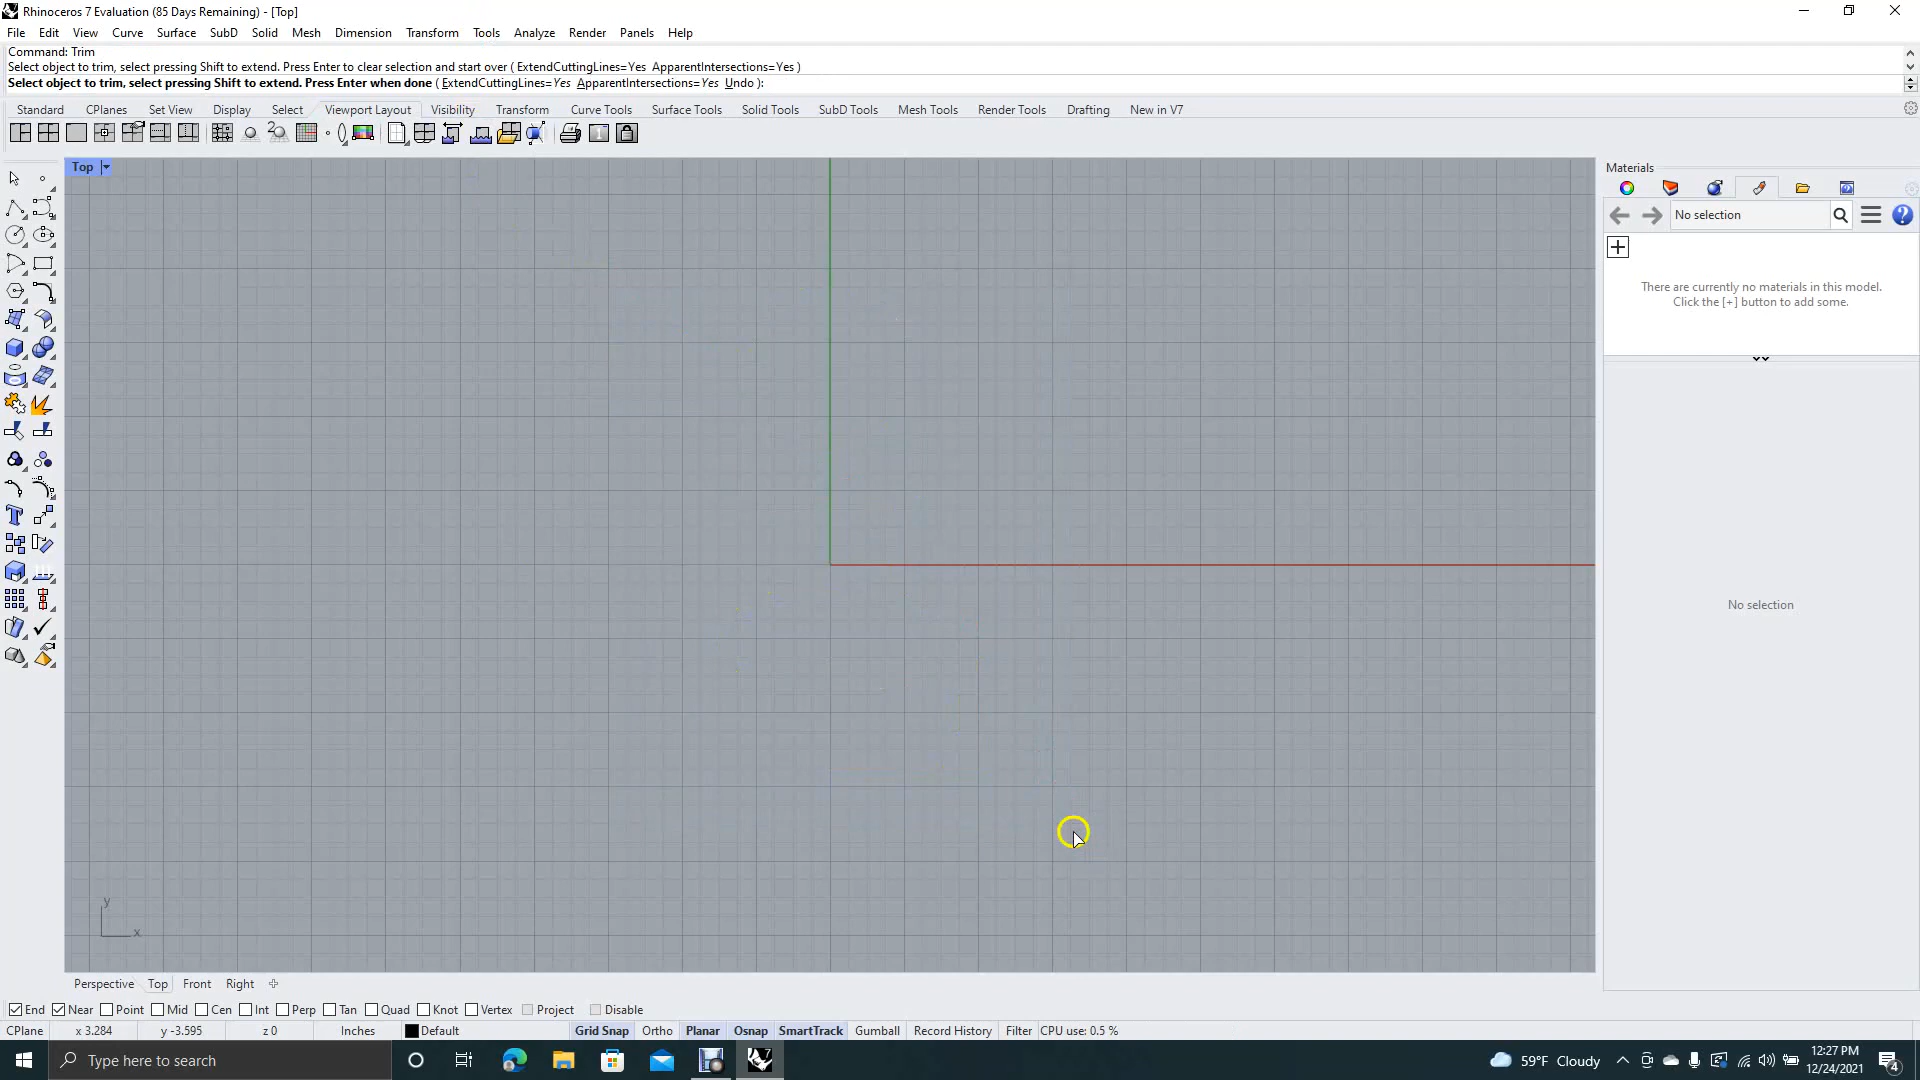 Rhinoceros 7 Evaluation (85 Days Remaining) - [Top]
File Edit View Curve Surface SubD Solid Mesh Dimension Transform Tools Analyze Render Panels Help
Command: Trim
Select object to trim, select pressing Shift to extend. Press Enter to clear selection and start over ( ExtendCuttingLines=Yes ApparentIntersections=Yes )
Select object to trim, select pressing Shift to extend. Press Enter when done ( ExtendCuttingLines=Yes ApparentIntersections=Yes Undo ):
Standard CPlanes Set View Display Select Viewport Layout Visibility Transform Curve Tools Surface Tools Solid Tools SubD Tools Mesh Tools Render Tools Drafting New in V7
Top
Materials
No selection
There are currently no materials in this model.
Click the [+] button to add some.
No selection
y
x
Perspective Top Front Right
End Near Point Mid Cen Int Perp Tan Quad Knot Vertex Project Disable
CPlane x 3.284 y -3.595 z 0 Inches Default Grid Snap Ortho Planar Osnap SmartTrack Gumball Record History Filter CPU use: 0.5 %
Type here to search
59°F Cloudy
12:27 PM
12/24/2021
4